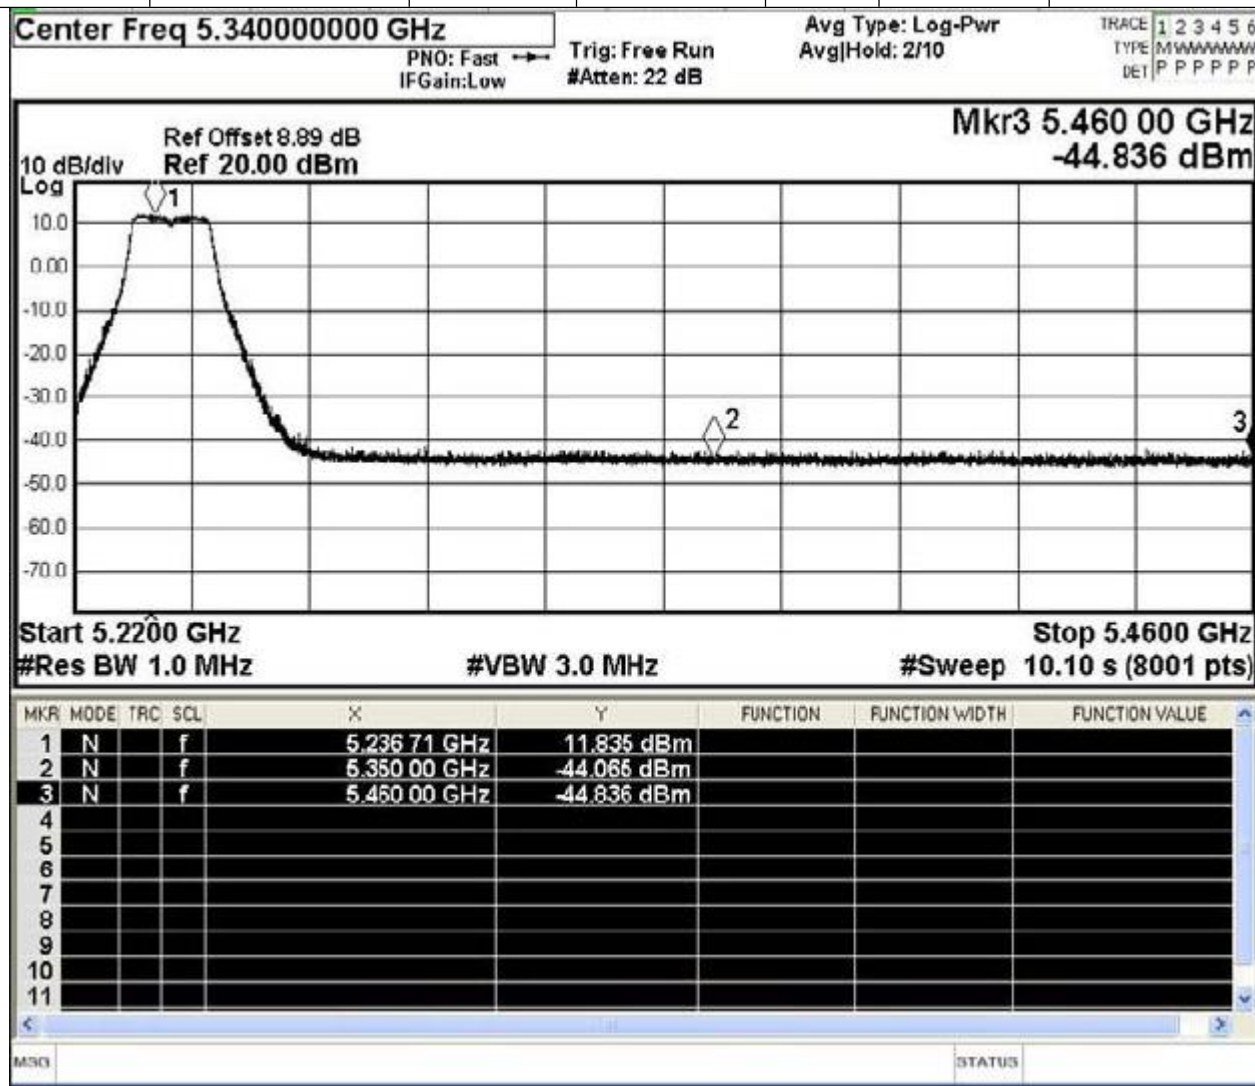 Center Freq 5.340000000 GHz
PNO: Fast
IFGain:Low
Trig: Free Run
#Atten: 22 dB
Avg Type: Log-Pwr
Avg|Hold: 2/10
TRACE 1 2 3 4 5 6
TYPE M
DET P P P P P P
Mkr3 5.460 00 GHz
-44.836 dBm
Ref Offset 8.89 dB
Ref 20.00 dBm
10 dB/div
Log
10.0
0.00
-10.0
-20.0
-30.0
-40.0
-50.0
-60.0
-70.0
1
2
3
Start 5.2200 GHz
Stop 5.4600 GHz
#Res BW 1.0 MHz
#VBW 3.0 MHz
#Sweep 10.10 s (8001 pts)
MKR MODE TRC SCL X Y FUNCTION FUNCTION WIDTH FUNCTION VALUE
1 N f 5.236 71 GHz 11.835 dBm
2 N f 5.350 00 GHz -44.065 dBm
3 N f 5.460 00 GHz -44.836 dBm
4
5
6
7
8
9
10
11
MSG
STATUS